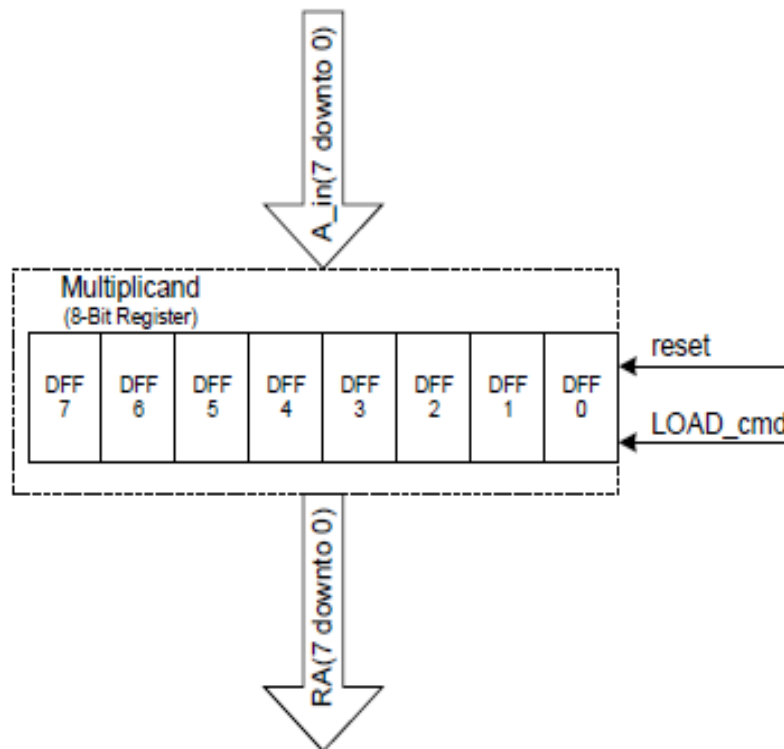 A_in(7 downto 0)
Multiplicand
(8-Bit Register)
DFF DFF DFF DFF DFF DFF DFF DFF
7 6 5 4 3 2 1 0
reset
LOAD_cmd
RA(7 downto 0)